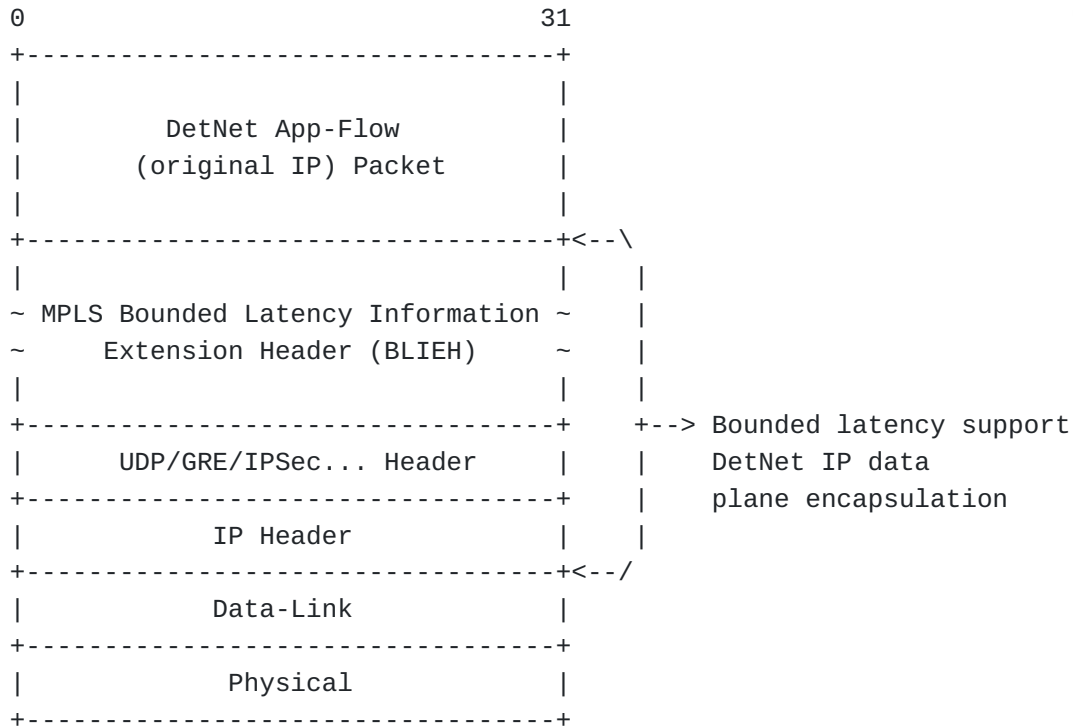 0                                 31
+----------------------------------+
|                                  |
|         DetNet App-Flow          |
|       (original IP) Packet       |
|                                  |
+----------------------------------+<--\
|                                  |    |
~ MPLS Bounded Latency Information ~    |
~     Extension Header (BLIEH)     ~    |
|                                  |    |
+----------------------------------+    +--> Bounded latency support
|      UDP/GRE/IPSec... Header     |    |    DetNet IP data
+----------------------------------+    |    plane encapsulation
|            IP Header             |    |
+----------------------------------+<--/
|            Data-Link             |
+----------------------------------+
|             Physical             |
+----------------------------------+